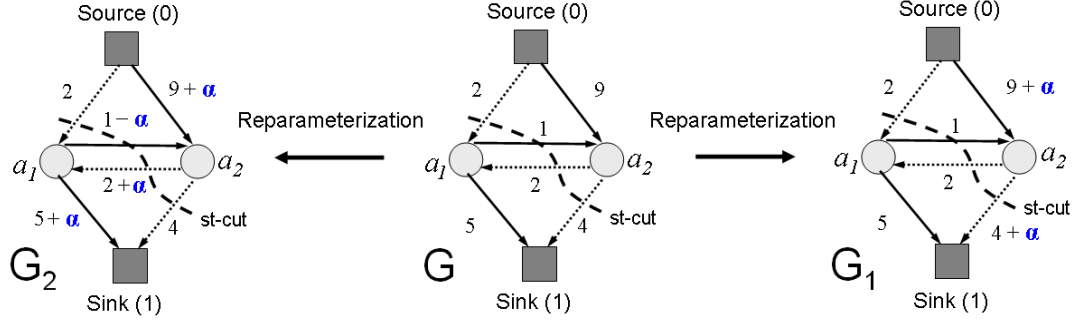 Source (0)
2
9 + α
1 – α
a1
a2
2 + α
5 + α
4
st-cut
G2
Sink (1)
Reparameterization
Source (0)
2
9
1
a1
a2
2
5
4
st-cut
G
Sink (1)
Reparameterization
Source (0)
2
9 + α
1
a1
a2
2
5
st-cut
4 + α
G1
Sink (1)